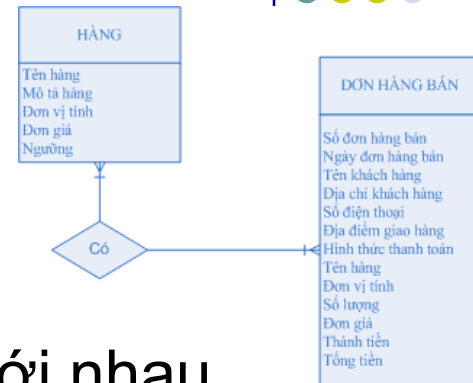 HÀNG
Tên hàng
Mô tả hàng
Đơn vị tính
Đơn giá
Ngưỡng
ĐƠN HÀNG BÁN
Số đơn hàng bán
Ngày đơn hàng bán
Tên khách hàng
Địa chỉ khách hàng
Số điện thoại
Địa điểm giao hàng
Hình thức thanh toán
Tên hàng
Đơn vị tính
Số lượng
Đơn giá
Thành tiền
Tổng tiền
Có
ới nhau